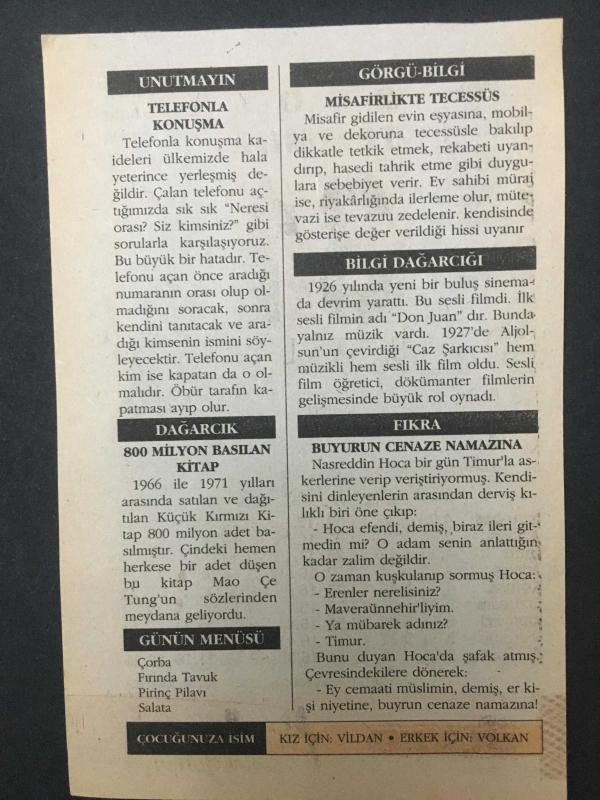 UNUTMAYIN
TELEFONLA
KONUŞMA
Telefonla konuşma ka-
ideleri ülkemizde hala
yeterince yerleşmiş de-
ğildir. Çalan telefonu aç-
tığımızda sık sık “Neresi
orası? Siz kimsiniz?” gibi
sorularla karşılaşıyoruz.
Bu büyük bir hatadır. Te-
lefonu açan önce aradığı
numaranın orası olup ol-
madığını soracak, sonra
kendini tanıtacak ve ara-
dığı kimsenin ismini söy-
leyecektir. Telefonu açan
kim ise kapatan da o ol-
malıdır. Öbür tarafın ka-
patması ayıp olur.
DAĞARCIK
800 MİLYON BASILAN
KİTAP
1966 ile 1971 yılları
arasında satılan ve dağı-
tılan Küçük Kırmızı Ki-
tap 800 milyon adet ba-
sılmıştır. Çindeki hemen
herkese bir adet düşen
bu kitap Mao Çe
Tung'un sözlerinden
meydana geliyordu.
GÜNÜN MENÜSÜ
Çorba
Fırında Tavuk
Pirinç Pilavı
Salata
GÖRGÜ-BİLGİ
MİSAFİRLİKTE TECESSÜS
Misafir gidilen evin eşyasına, mobil-
ya ve dekoruna tecessüsle bakılıp
dikkatle tetkik etmek, rekabeti uyan-
dırıp, hasedi tahrik etme gibi duygu-
lara sebebiyet verir. Ev sahibi mürai
ise, riyakârlığında ilerleme olur, müte-
vazi ise tevazuu zedelenir. kendisinde
gösterişe değer verildiği hissi uyanır
BİLGİ DAĞARCIĞI
1926 yılında yeni bir buluş sinema-
da devrim yarattı. Bu sesli filmdi. İlk
sesli filmin adı “Don Juan” dır. Bunda
yalnız müzik vardı. 1927'de Aljol-
sun'un çevirdiği “Caz Şarkıcısı” hem
müzikli hem sesli ilk film oldu. Sesli
film öğretici, dökümanter filmlerin
gelişmesinde büyük rol oynadı.
FIKRA
BUYURUN CENAZE NAMAZINA
Nasreddin Hoca bir gün Timur'la as-
kerlerine verip veriştiriyormuş. Kendi-
sini dinleyenlerin arasından derviş kı-
lıklı biri öne çıkıp:
- Hoca efendi, demiş, biraz ileri git-
medin mi? O adam senin anlattığın
kadar zalim değildir.
O zaman kuşkulanıp sormuş Hoca:
- Erenler nerelisiniz?
- Maveraünnehir'liyim.
- Ya mübarek adınız?
- Timur.
Bunu duyan Hoca'da şafak atmış.
Çevresindekilere dönerek:
- Ey cemaati müslimin, demiş, er ki-
şi niyetine, buyrun cenaze namazına!
ÇOCUĞUNUZA İSİM KIZ İÇİN: VİLDAN • ERKEK İÇİN: VOLKAN